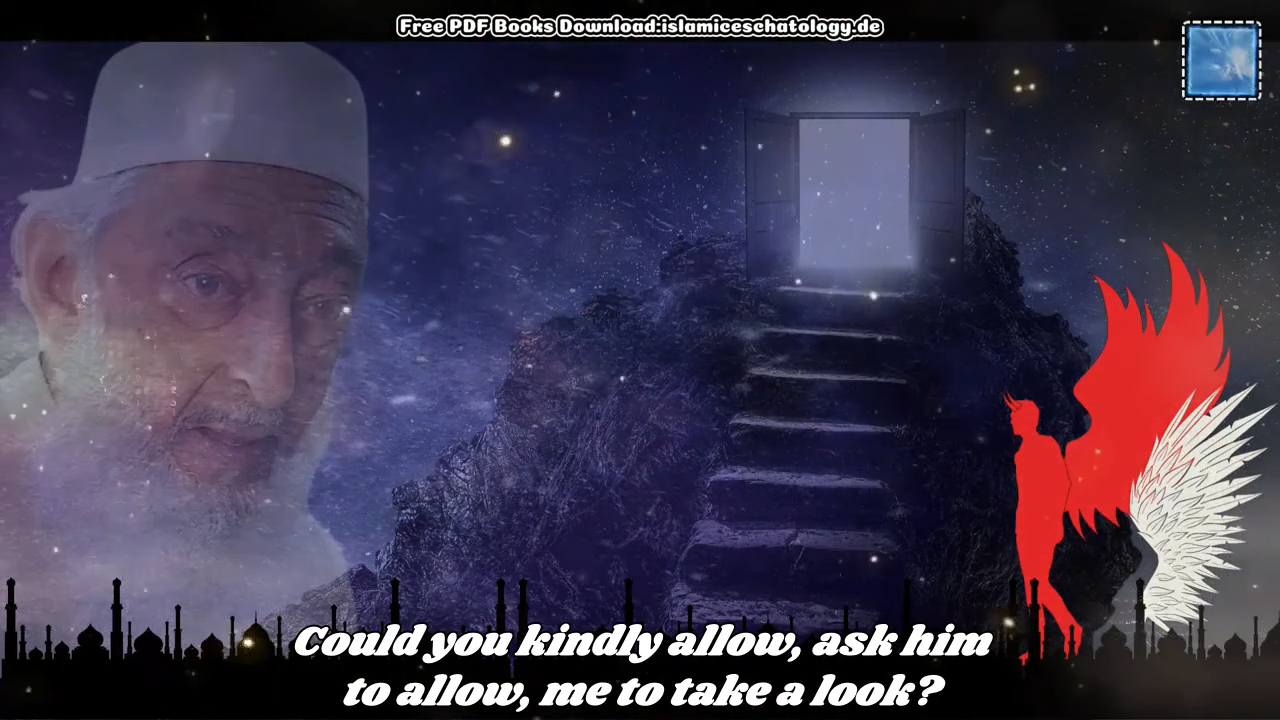 Free PDF Books Download:islamiceschatology.de
Could you kindly allow, ask him
to allow, me to take a look?